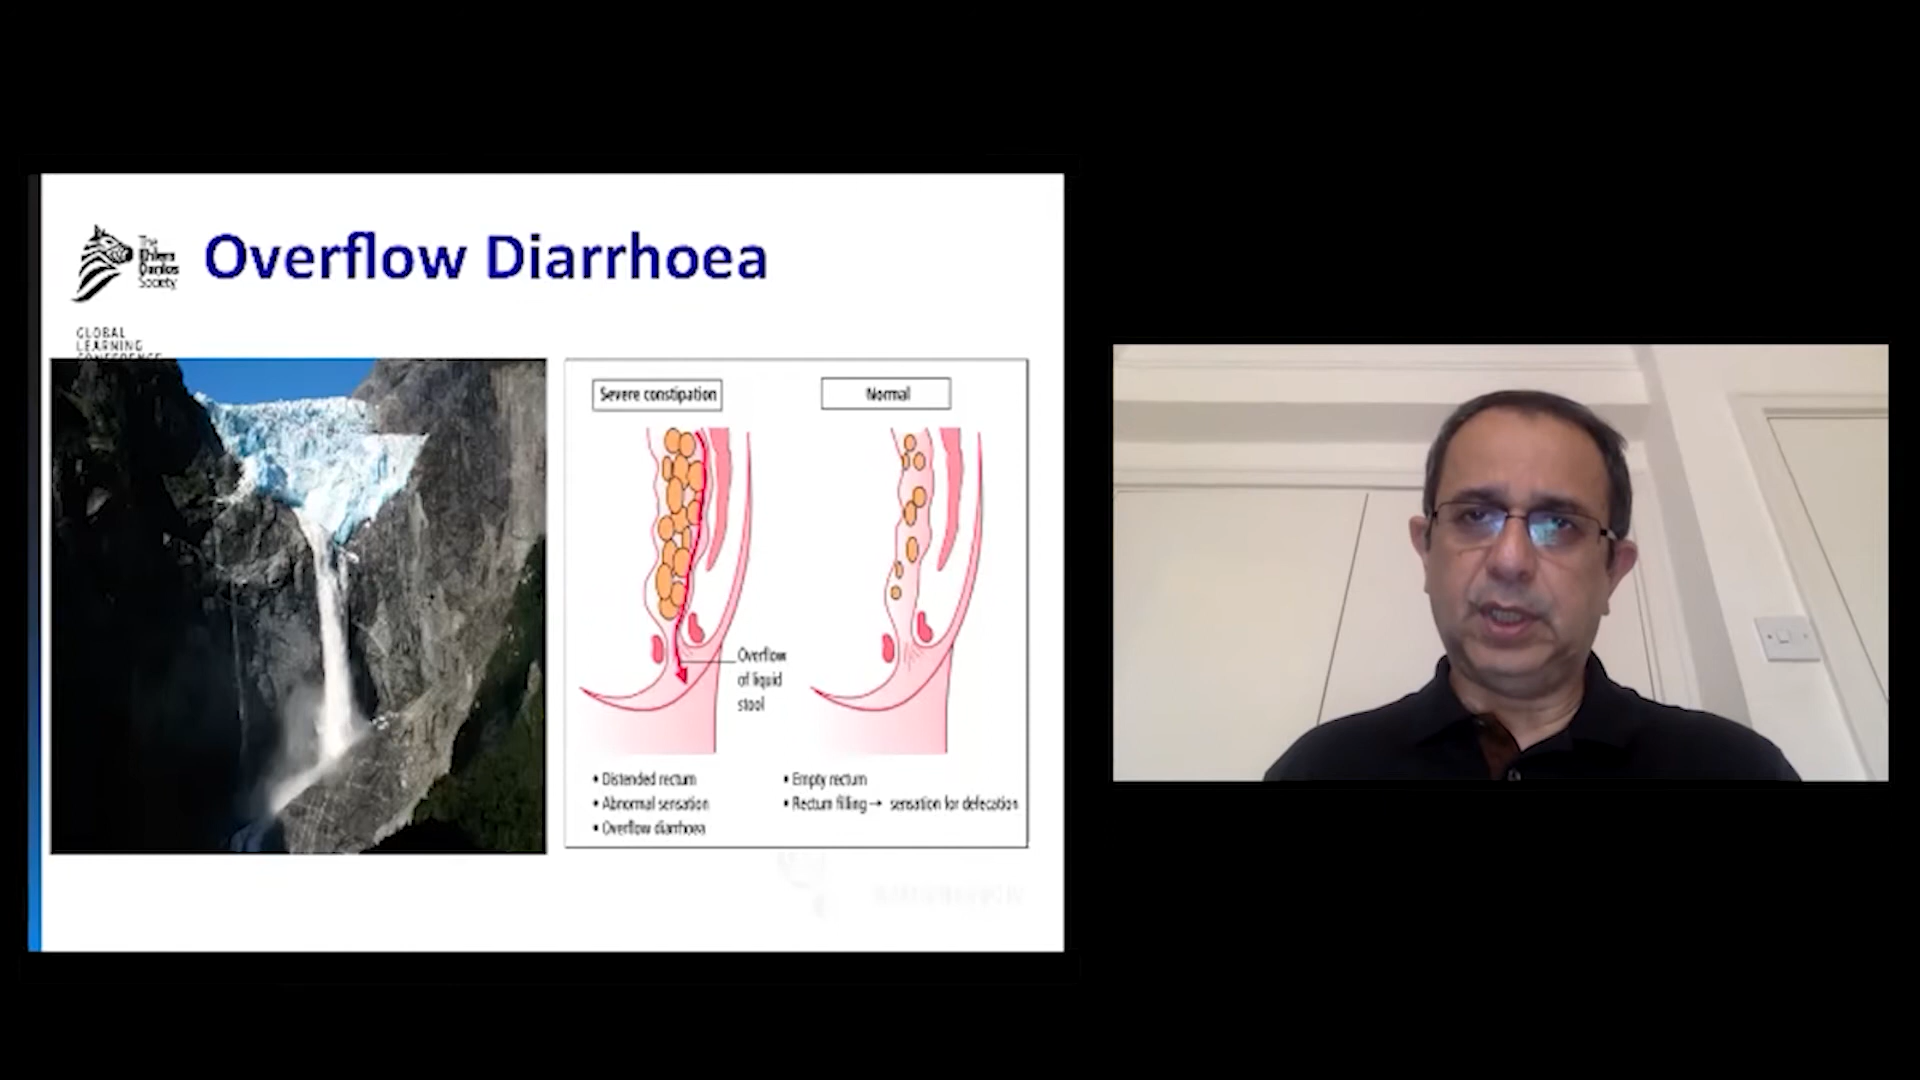 The
Ehlers
Danlos
Society
Overflow Diarrhoea
GLOBAL
LEARNING
CONFERENCE
Severe constipation
Normal
Overflow
of liquid
stool
• Distended rectum
• Abnormal sensation
• Overflow diarrhoea
• Empty rectum
• Rectum filling→ sensation for defecation